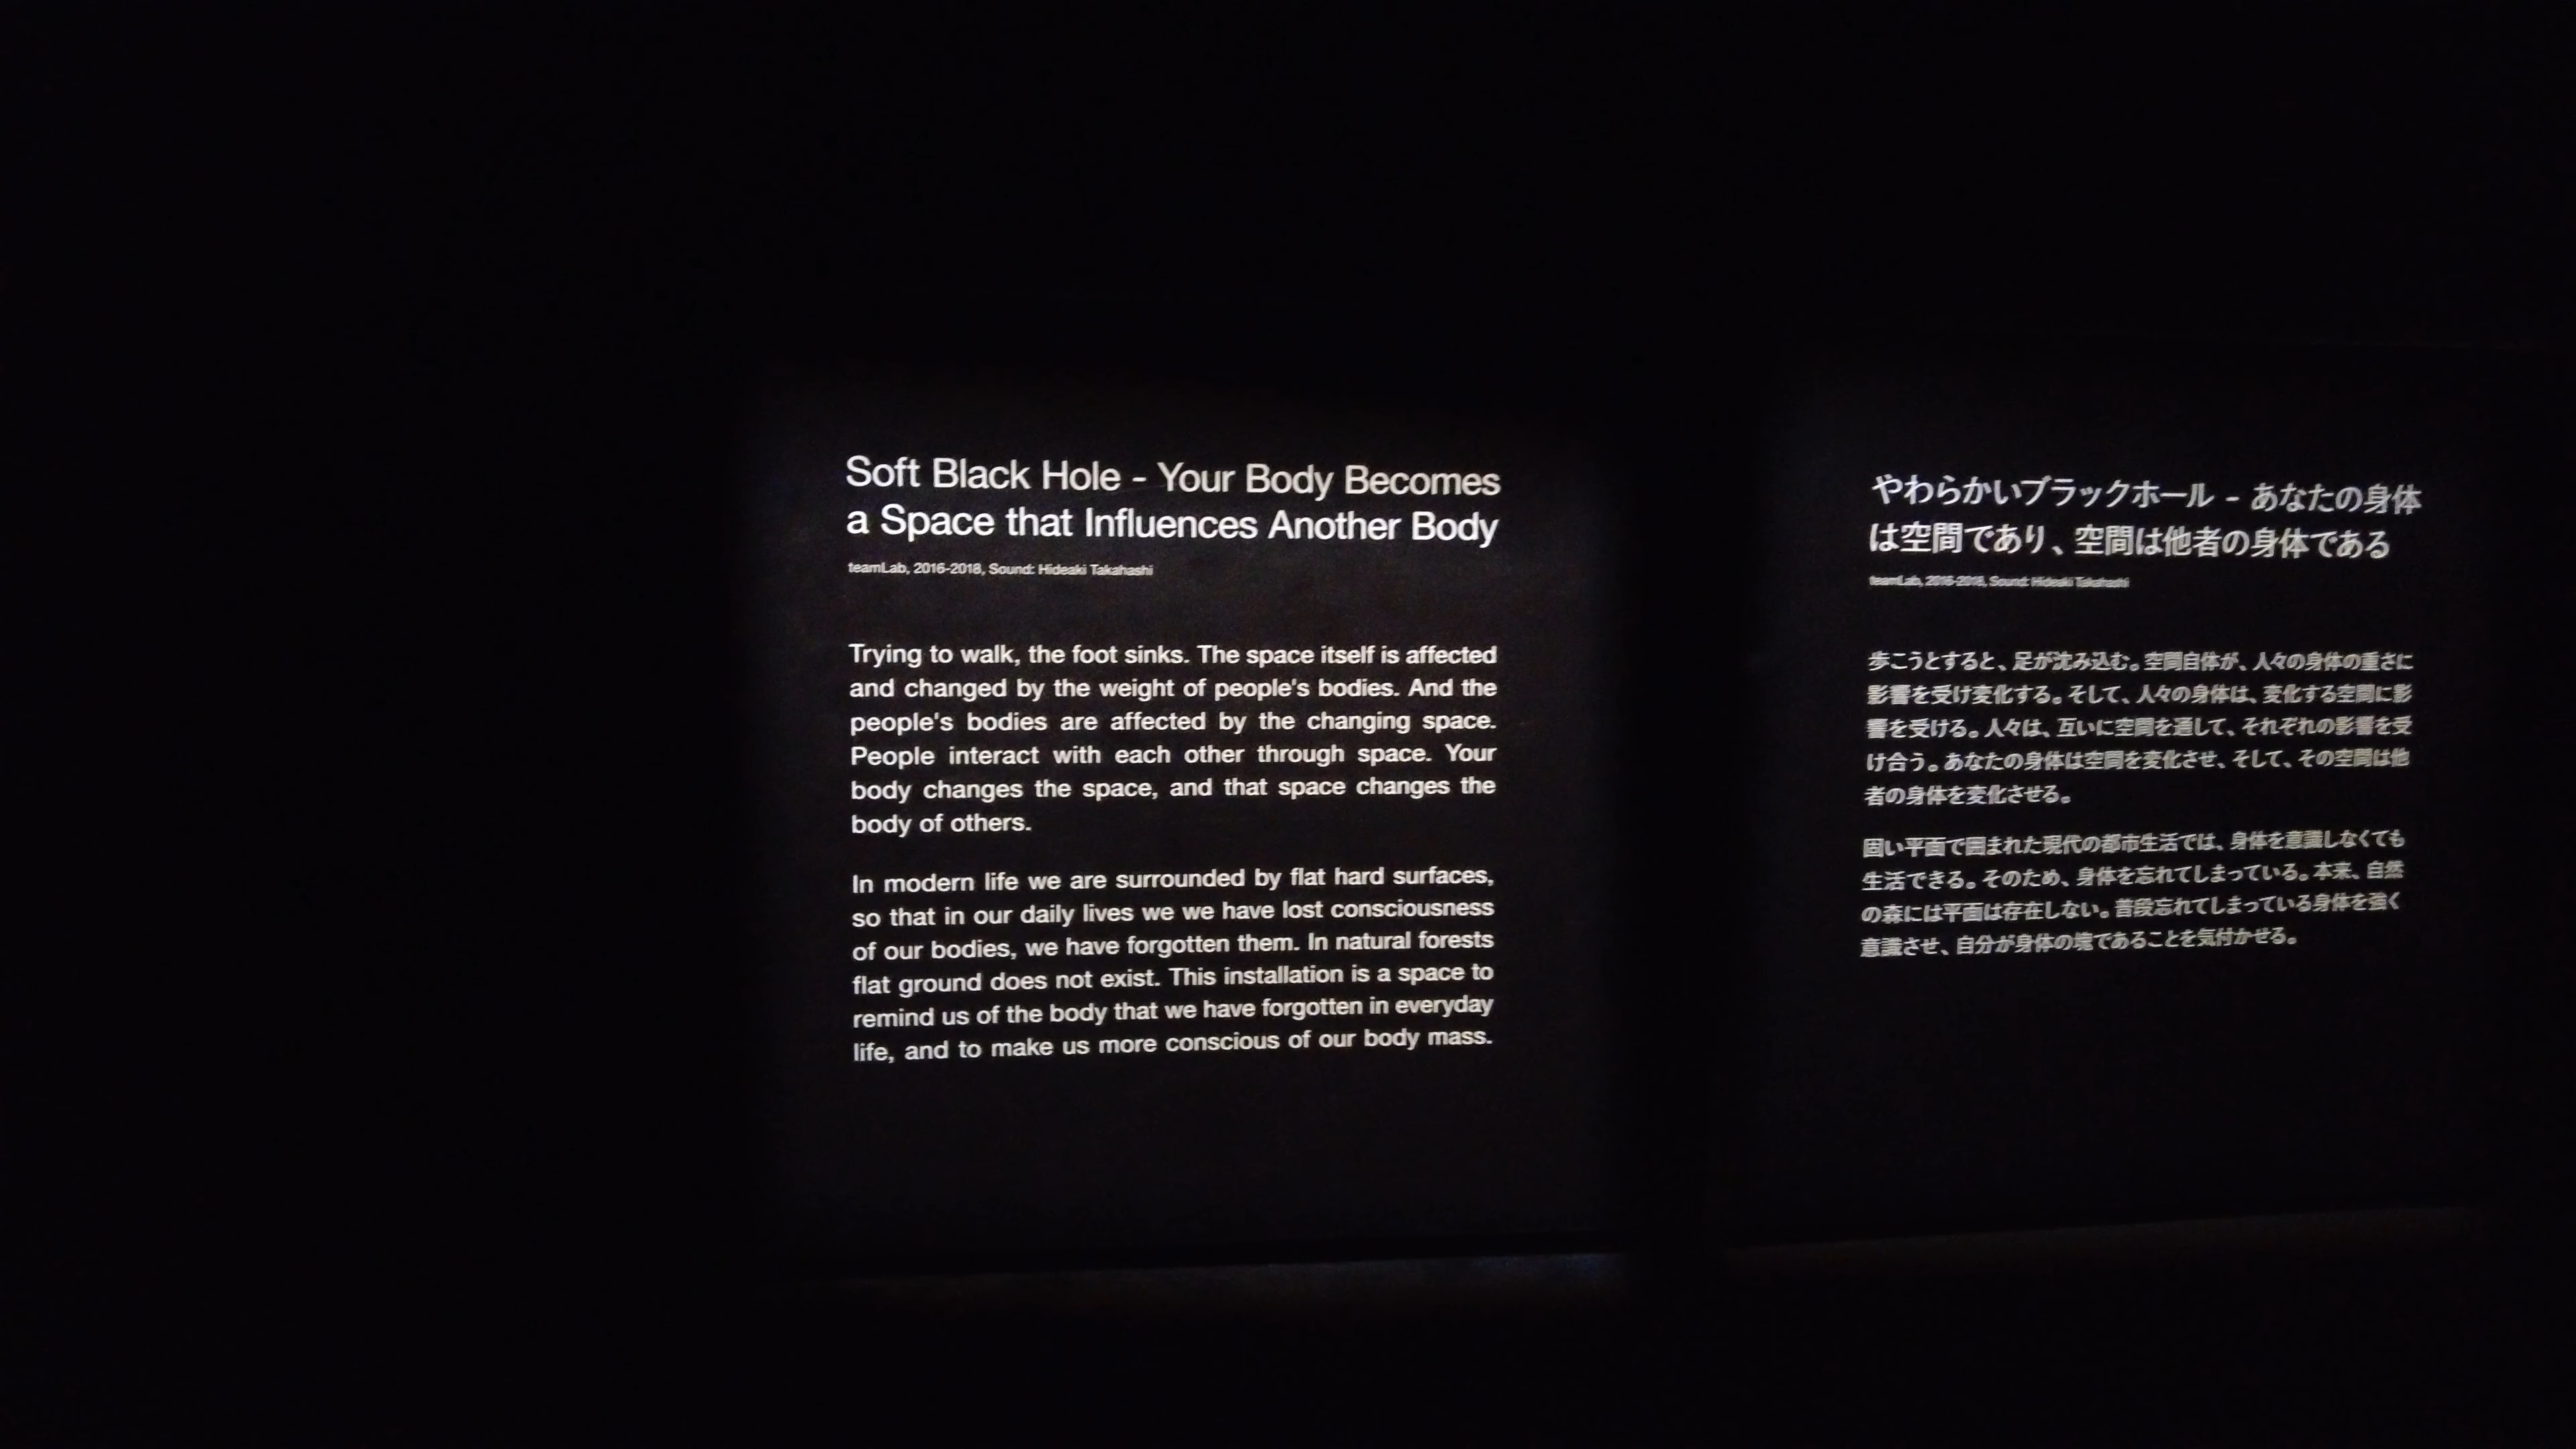 Soft Black Hole - Your Body Becomes
a Space that Influences Another Body
teamLab, 2016-2018, Sound: Hideaki Takahashi
Trying to walk, the foot sinks. The space itself is affected
and changed by the weight of people's bodies. And the
people's bodies are affected by the changing space.
People interact with each other through space. Your
body changes the space, and that space changes the
body of others.
In modern life we are surrounded by flat hard surfaces,
so that in our daily lives we we have lost consciousness
of our bodies, we have forgotten them. In natural forests
flat ground does not exist. This installation is a space to
remind us of the body that we have forgotten in everyday
life, and to make us more conscious of our body mass.
やわらかいブラックホール - あなたの身体
は空間であり、空間は他者の身体である
teamLab, 2016-2018, Sound: Hideaki Takahashi
歩こうとすると、足が沈み込む。空間自体が、人々の身体の重さに
影響を受け変化する。そして、人々の身体は、変化する空間に影
響を受ける。人々は、互いに空間を通して、それぞれの影響を受
け合う。あなたの身体は空間を変化させ、そして、その空間は他
者の身体を変化させる。
固い平面で囲まれた現代の都市生活では、身体を意識しなくても
生活できる。そのため、身体を忘れてしまっている。本来、自然
の森には平面は存在しない。普段忘れてしまっている身体を強く
意識させ、自分が身体の塊であることを気付かせる。